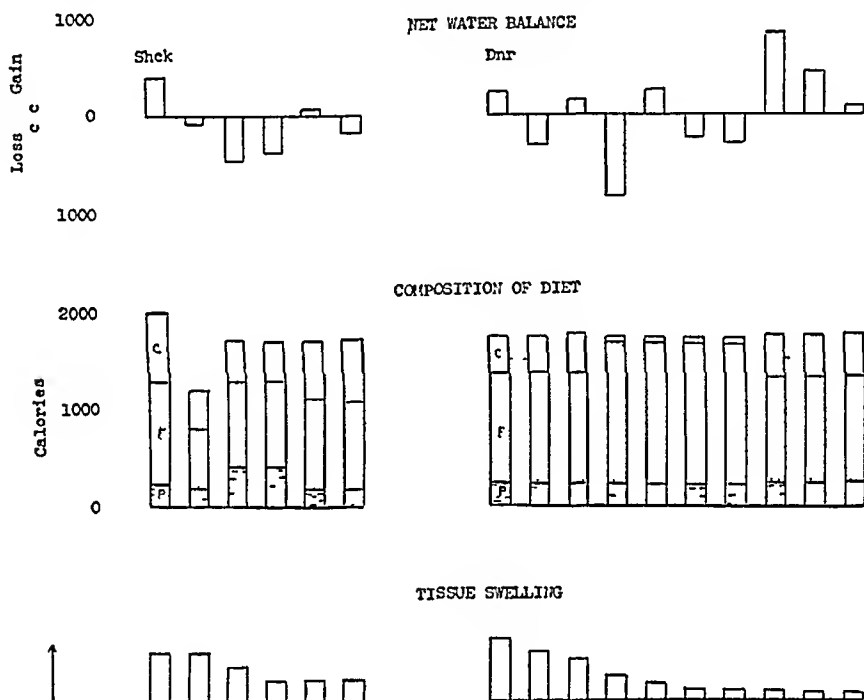 NET WATER BALANCE
1000
Shck
Dnr
Loss c c Gain
0
1000
COMPOSITION OF DIET
2000
Calories
1000
0
C
F
P
C
F
P
TISSUE SWELLING